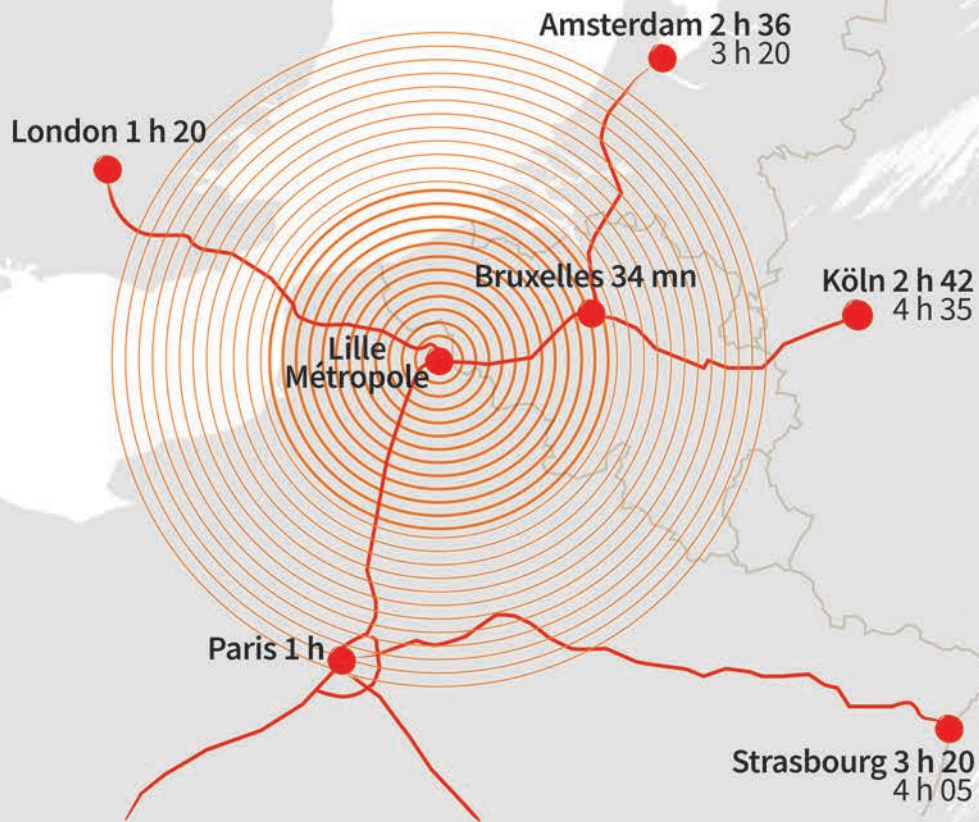 Amsterdam 2 h 36
3 h 20
London 1 h 20
Bruxelles 34 mn
Köln 2 h 42
4 h 35
Lille
Métropole
Paris 1 h
Strasbourg 3 h 20
4 h 05